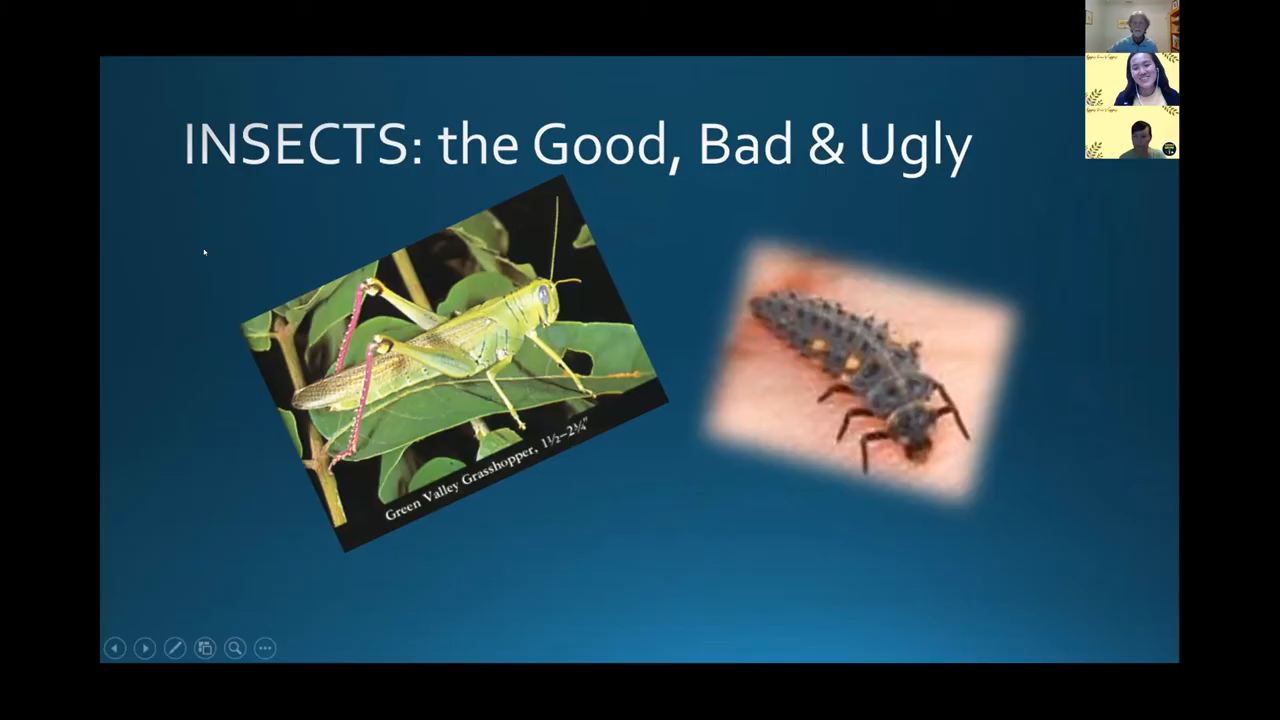 INSECTS: the Good, Bad & Ugly
Green Valley Grasshopper, 1½–2¾"